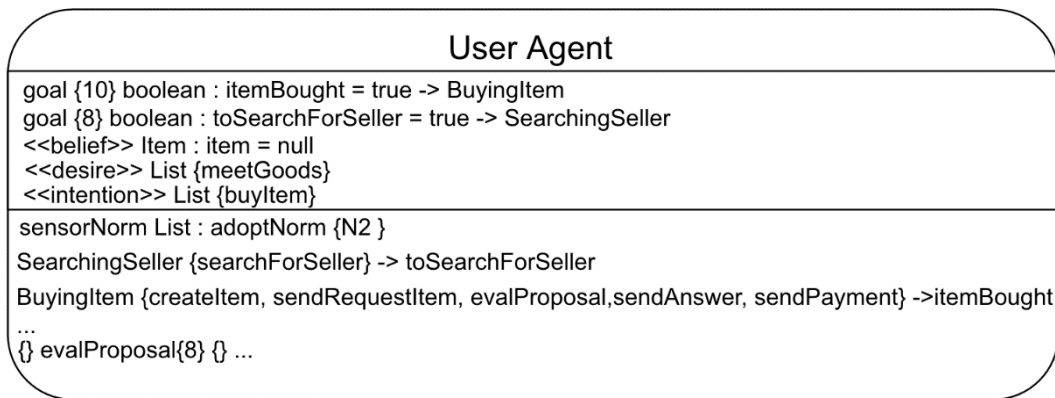 User Agent
goal {10} boolean : itemBought = true -> BuyingItem
goal {8} boolean : toSearchForSeller = true -> SearchingSeller
<<belief>> Item : item = null
<<desire>> List {meetGoods}
<<intention>> List {buyItem}
sensorNorm List : adoptNorm {N2 }
SearchingSeller {searchForSeller} -> toSearchForSeller
BuyingItem {createItem, sendRequestItem, evalProposal,sendAnswer, sendPayment} ->itemBought
...
{} evalProposal{8} {} ...